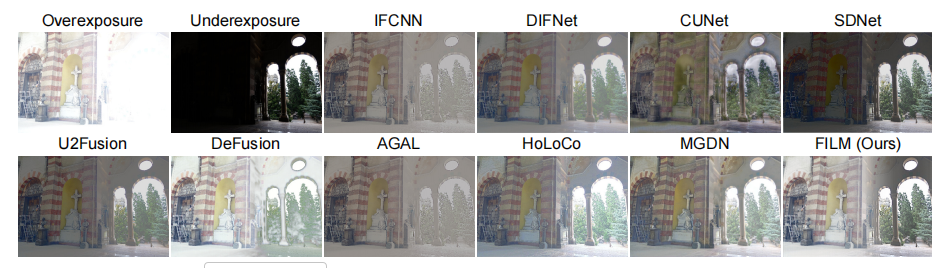 Overexposure Underexposure IFCNN DIFNet CUNet SDNet
U2Fusion DeFusion AGAL HoLoCo MGDN FILM (Ours)